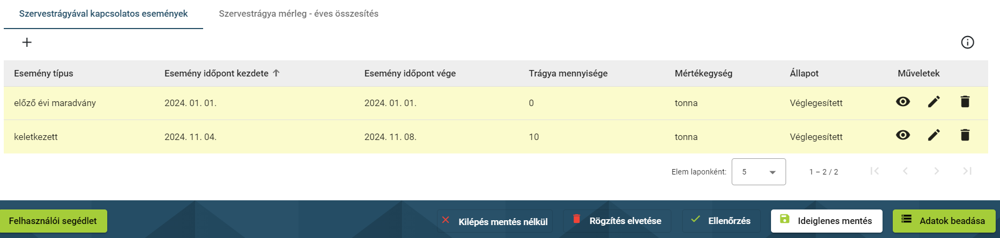 Szervestrágyával kapcsolatos események Szervestrágya mérleg - éves összesítés
Esemény típus Esemény időpont kezdete Esemény időpont vége Trágya mennyisége Mértékegység Állapot Műveletek
előző évi maradvány 2024. 01. 01. 2024. 01. 01. 0 tonna Véglegesített
keletkezett 2024. 11. 04. 2024. 11. 08. 10 tonna Véglegesített
Elem laponként: 5 1 – 2 / 2
Felhasználói segédlet Kilépés mentés nélkül Rögzítés elvetése Ellenőrzés Ideiglenes mentés Adatok beadása